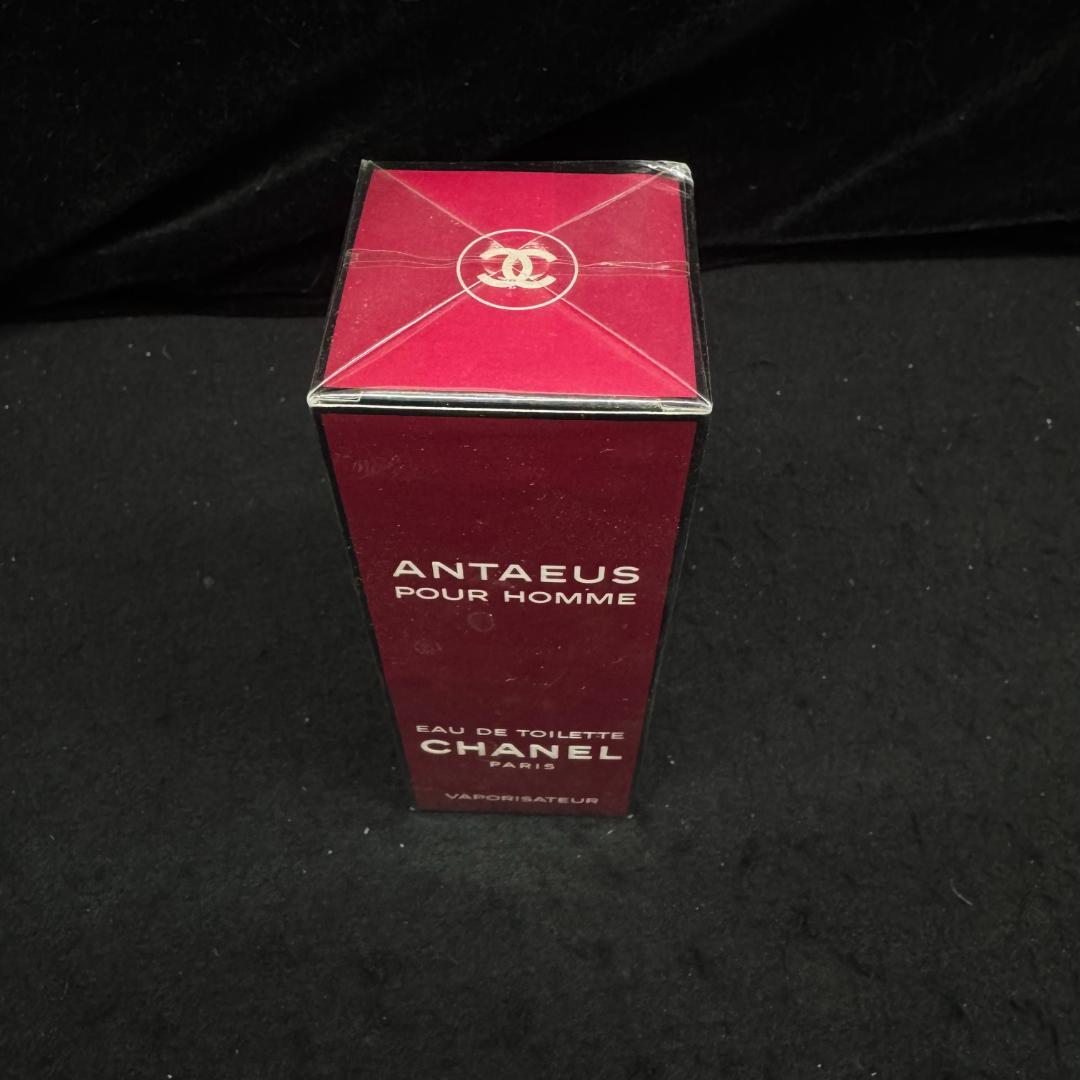 ANTAEUS
POUR HOMME
EAU DE TOILETTE
CHANEL
PARIS
VAPORISATEUR